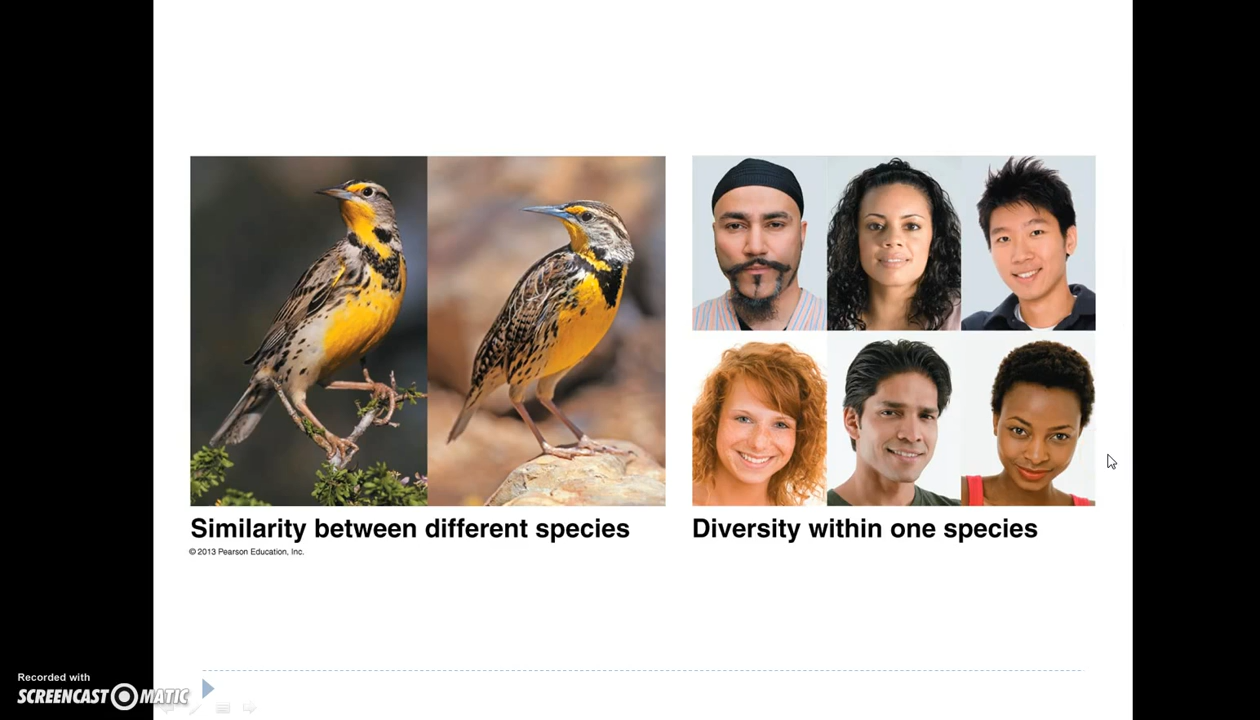 Similarity between different species
Diversity within one species
© 2013 Pearson Education, Inc.
Recorded with
SCREENCAST MATIC